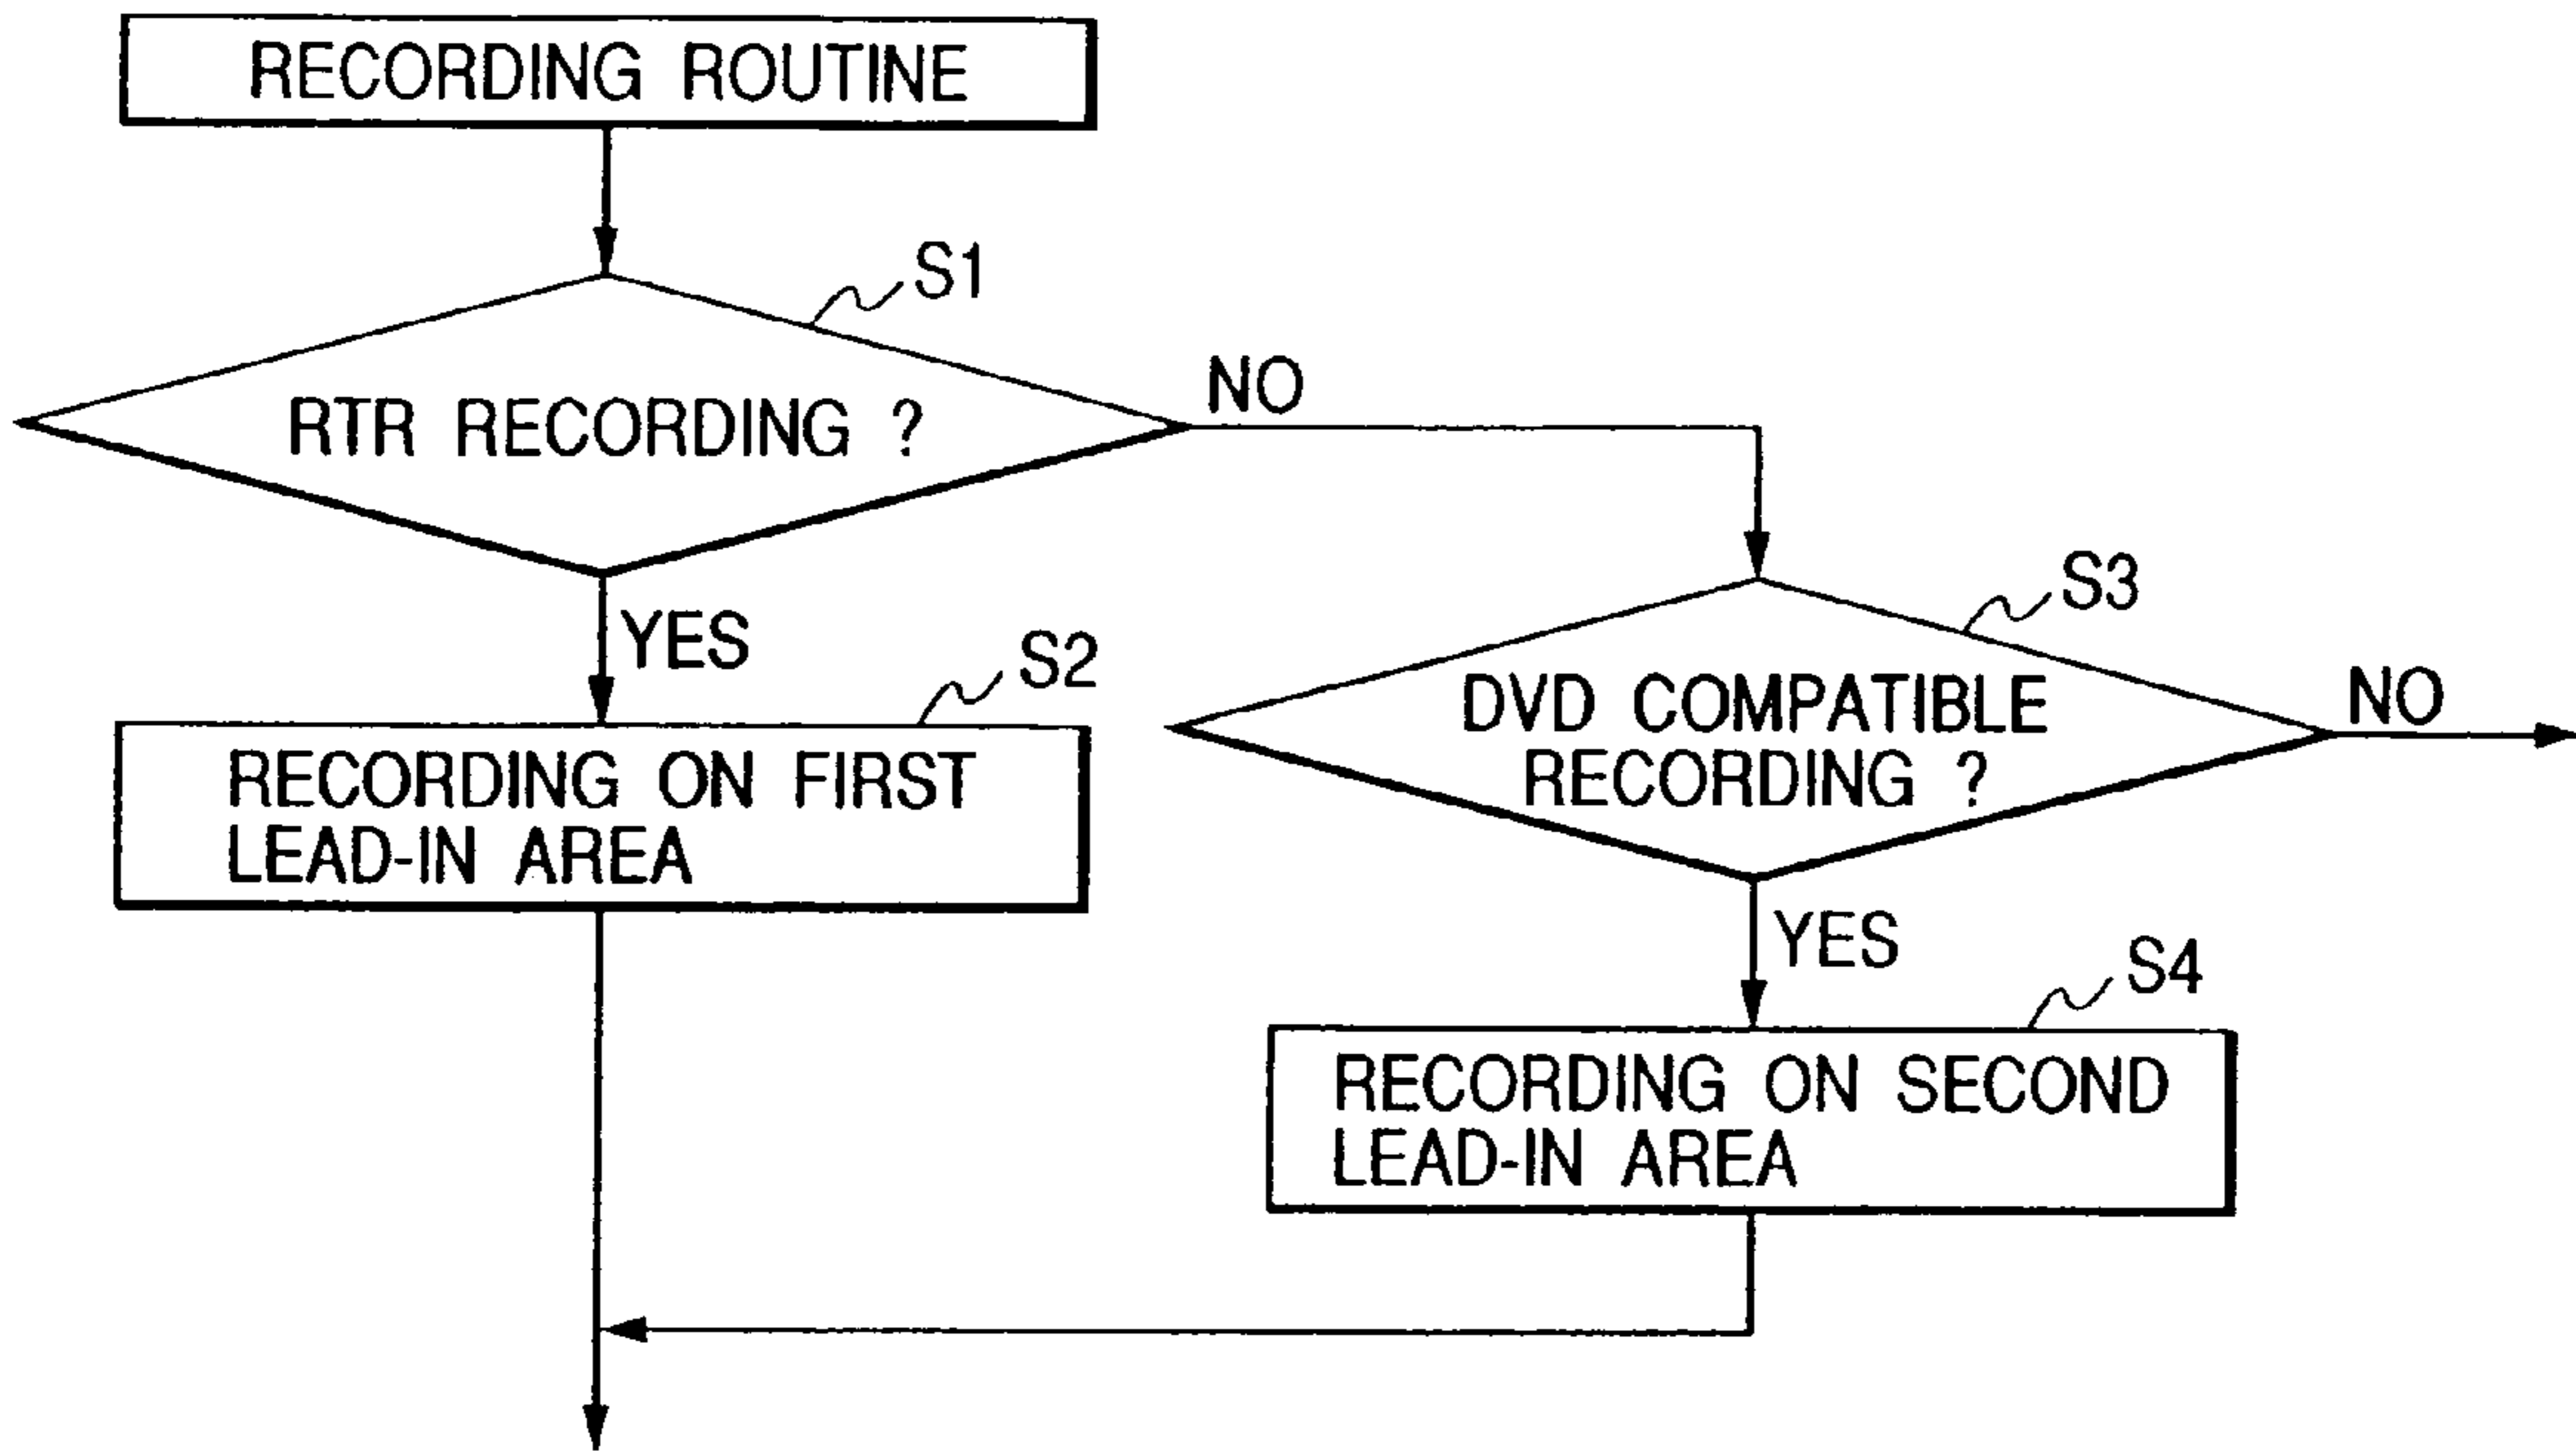 RECORDING ROUTINE
S1
RTR RECORDING ?
NO
YES
S2
RECORDING ON FIRST
LEAD-IN AREA
S3
DVD COMPATIBLE
RECORDING ?
NO
YES
S4
RECORDING ON SECOND
LEAD-IN AREA